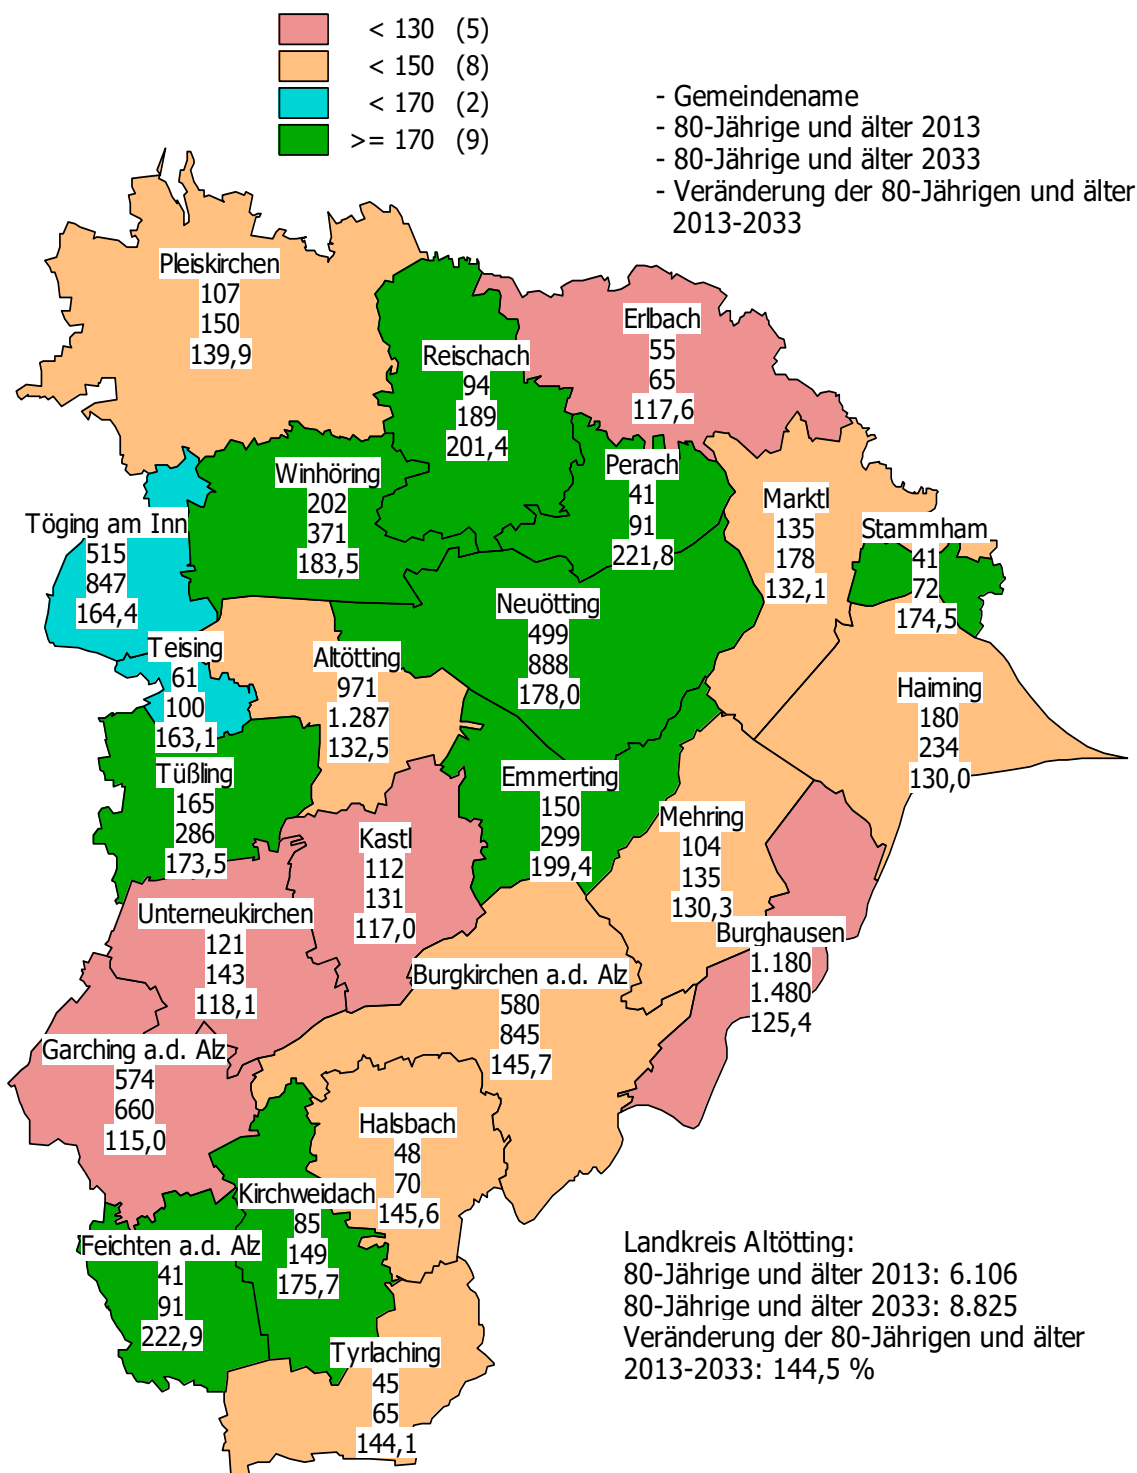 < 130 (5)
< 150 (8)
< 170 (2)
>= 170 (9)
- Gemeindename
- 80-Jährige und älter 2013
- 80-Jährige und älter 2033
- Veränderung der 80-Jährigen und älter
2013-2033
Pleiskirchen
107
150
139,9
Reischach
94
189
201,4
Erlbach
55
65
117,6
Winhöring
202
371
183,5
Perach
41
91
221,8
Marktl
135
178
132,1
Stammham
41
72
174,5
Töging am Inn
515
847
164,4
Neuötting
499
888
178,0
Teising
61
100
163,1
Altötting
971
1.287
132,5
Haiming
180
234
130,0
Tüßling
165
286
173,5
Emmerting
150
299
199,4
Mehring
104
135
130,3
Kastl
112
131
117,0
Unterneukirchen
121
143
118,1
Burghausen
1.180
1.480
125,4
Burgkirchen a.d. Alz
580
845
145,7
Garching a.d. Alz
574
660
115,0
Halsbach
48
70
145,6
Kirchweidach
85
149
175,7
Feichten a.d. Alz
41
91
222,9
Tyrlaching
45
65
144,1
Landkreis Altötting:
80-Jährige und älter 2013: 6.106
80-Jährige und älter 2033: 8.825
Veränderung der 80-Jährigen und älter
2013-2033: 144,5 %